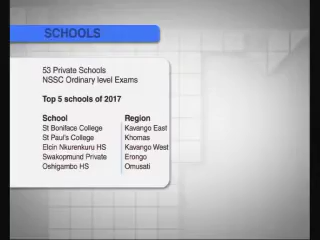 SCHOOLS
53 Private Schools
NSSC Ordinary level Exams
Top 5 schools of 2017
School Region
St Boniface College Kavango East
St Paul's College Khomas
Elcin Nkurenkuru HS Kavango West
Swakopmund Private Erongo
Oshigambo HS Omusati